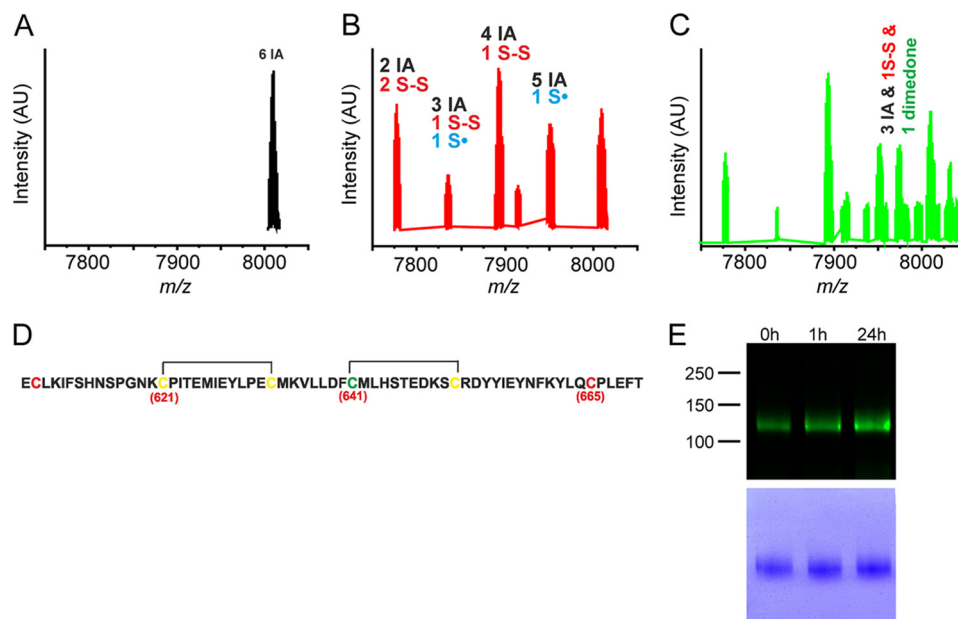 A
6 IA
Intensity (AU)
7800 7900 8000
m/z
B
2 IA
2 S-S
3 IA
1 S-S
1 S•
4 IA
1 S-S
5 IA
1 S•
Intensity (AU)
7800 7900 8000
m/z
C
3 IA & 1S-S &
1 dimedone
Intensity (AU)
7800 7900 8000
m/z
D
ECLKIFSHNSPGNKCPITEMIEYLPECMKVLLDFCMLHSTEDKSCRDYYIEYNFKYLQCPLEFT
(621) (641) (665)
E
0h 1h 24h
250
150
100